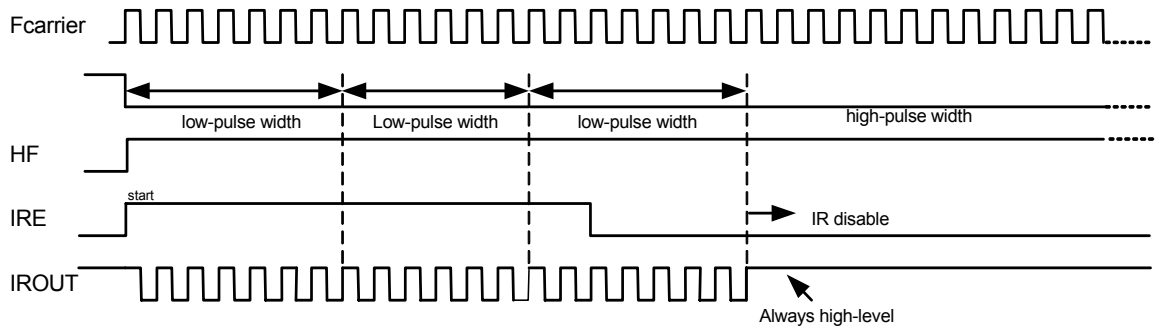 Fcarrier
low-pulse width
Low-pulse width
low-pulse width
high-pulse width
HF
start
IRE
IR disable
IROUT
Always high-level